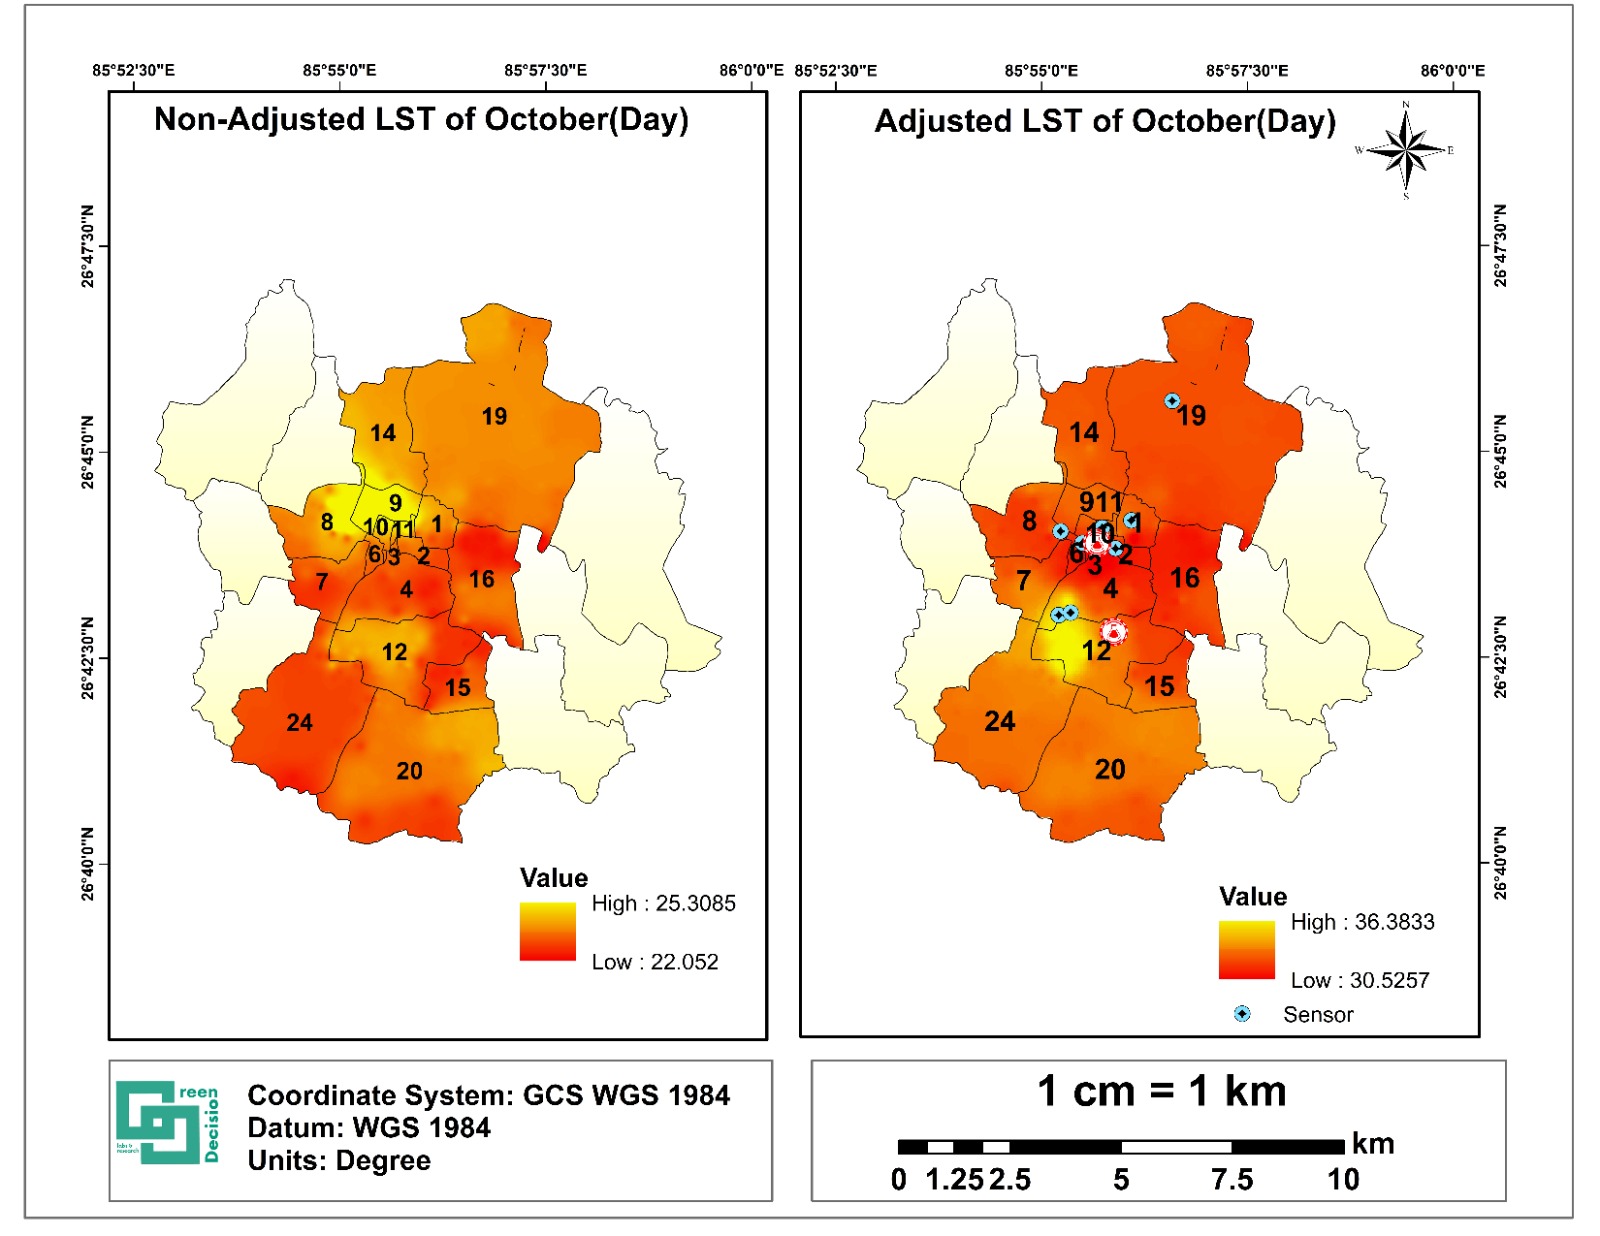 85°52'30"E 85°55'0"E 85°57'30"E 86°0'0"E 85°52'30"E 85°55'0"E 85°57'30"E 86°0'0"E
Non-Adjusted LST of October(Day)
Adjusted LST of October(Day)
N
W E
S
26°47'30"N
26°45'0"N
26°42'30"N
26°40'0"N
19
14
9
8
10
11
1
6
3
2
7
4
16
12
15
24
20
Value
High : 25.3085
Low : 22.052
19
14
911
8
10
1
6
3
2
7
4
16
12
15
24
20
26°47'30"N
26°45'0"N
26°42'30"N
26°40'0"N
Value
High : 36.3833
Low : 30.5257
Sensor
reen
Decision
labs &
research
Coordinate System: GCS WGS 1984
Datum: WGS 1984
Units: Degree
1 cm = 1 km
km
0 1.25 2.5 5 7.5 10